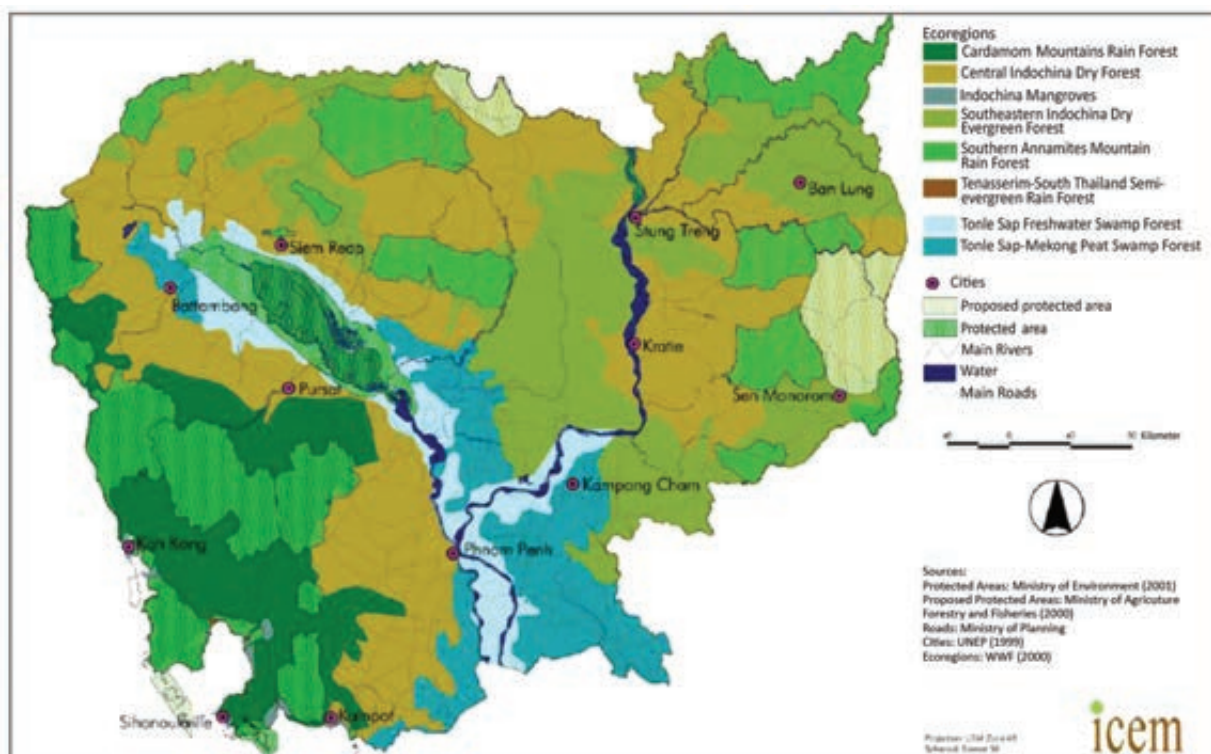 Ecoregions
Cardamom Mountains Rain Forest
Central Indochina Dry Forest
Indochina Mangroves
Southeastern Indochina Dry
Evergreen Forest
Southern Annamites Mountain
Rain Forest
Tenasserim-South Thailand Semi-
evergreen Rain Forest
Tonle Sap Freshwater Swamp Forest
Tonle Sap-Mekong Peat Swamp Forest
Cities
Proposed protected area
Protected area
Main Rivers
Water
Main Roads
Kilometer
Ban Lung
Stung Treng
Siem Reap
Battambang
Kratie
Pursat
Sen Monorom
Kampong Cham
Koh Kong
Phnom Penh
Sihanoukville
Kampot
Sources:
Protected Areas: Ministry of Environment (2001)
Proposed Protected Areas: Ministry of Agricuture
Forestry and Fisheries (2000)
Roads: Ministry of Planning
Cities: UNEP (1999)
Ecoregions: WWF (2000)
icem